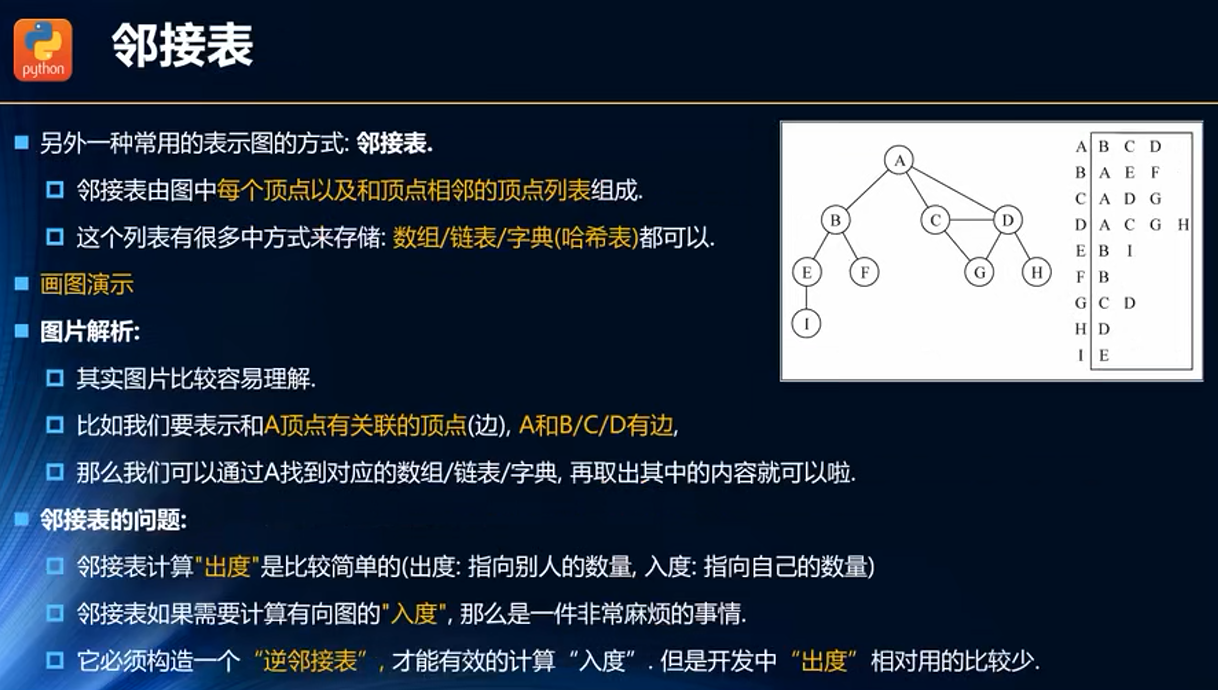 python
邻接表
另外一种常用的表示图的方式: 邻接表.
邻接表由图中每个顶点以及和顶点相邻的顶点列表组成.
这个列表有很多中方式来存储: 数组/链表/字典(哈希表)都可以.
画图演示
图片解析:
其实图片比较容易理解.
比如我们要表示和A顶点有关联的顶点(边), A和B/C/D有边,
那么我们可以通过A找到对应的数组/链表/字典, 再取出其中的内容就可以啦.
邻接表的问题:
邻接表计算"出度"是比较简单的(出度: 指向别人的数量, 入度: 指向自己的数量)
邻接表如果需要计算有向图的"入度", 那么是一件非常麻烦的事情.
它必须构造一个“逆邻接表”, 才能有效的计算“入度”. 但是开发中“出度”相对用的比较少.
A
B C D
E F G H
I
A B C D
B A E F
C A D G
D A C G H
E B I
F B
G C D
H D
I E